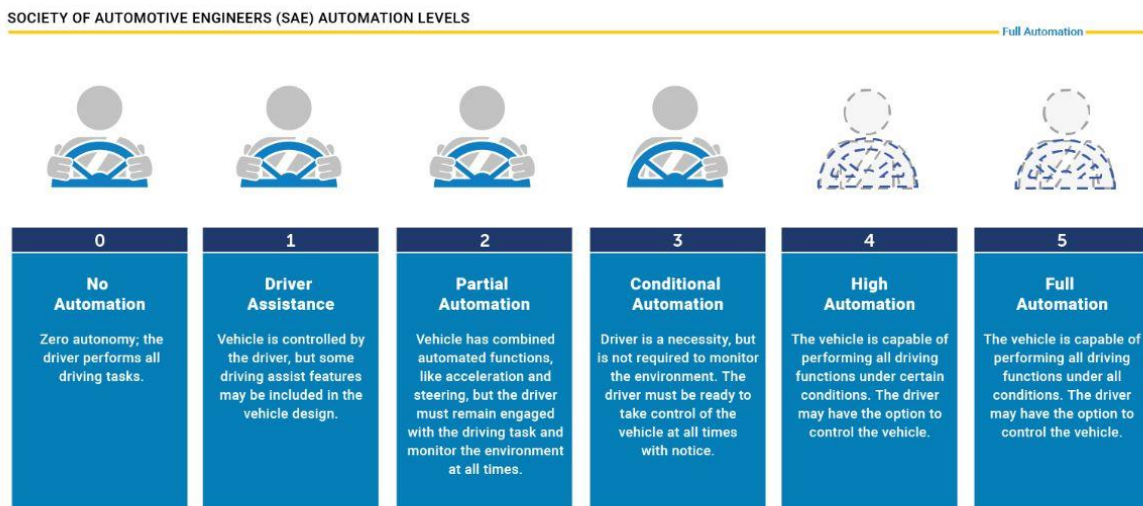 SOCIETY OF AUTOMOTIVE ENGINEERS (SAE) AUTOMATION LEVELS
Full Automation
0
No
Automation
Zero autonomy; the
driver performs all
driving tasks.
1
Driver
Assistance
Vehicle is controlled by
the driver, but some
driving assist features
may be included in the
vehicle design.
2
Partial
Automation
Vehicle has combined
automated functions,
like acceleration and
steering, but the driver
must remain engaged
with the driving task and
monitor the environment
at all times.
3
Conditional
Automation
Driver is a necessity, but
is not required to monitor
the environment. The
driver must be ready to
take control of the
vehicle at all times
with notice.
4
High
Automation
The vehicle is capable of
performing all driving
functions under certain
conditions. The driver
may have the option to
control the vehicle.
5
Full
Automation
The vehicle is capable of
performing all driving
functions under all
conditions. The driver
may have the option to
control the vehicle.